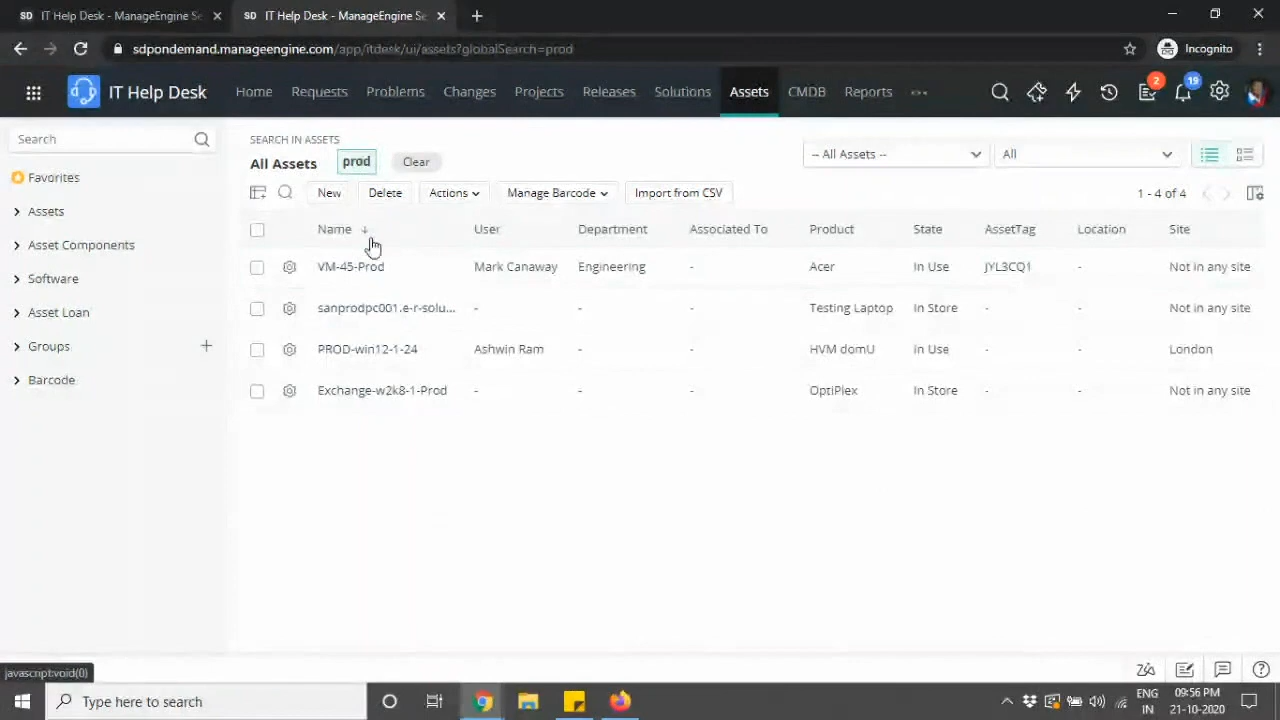 SD IT Help Desk - ManageEngine Se
SD IT Help Desk - ManageEngine Se
sdpondemand.manageengine.com/app/itdesk/ui/assets?globalSearch=prod
Incognito
IT Help Desk Home Requests Problems Changes Projects Releases Solutions Assets CMDB Reports
2 19
Search
SEARCH IN ASSETS
All Assets prod Clear
-- All Assets -- All
Favorites
New Delete Actions Manage Barcode Import from CSV 1 - 4 of 4
Assets
Asset Components
Software
Asset Loan
Groups
Barcode
Name User Department Associated To Product State AssetTag Location Site
VM-45-Prod Mark Canaway Engineering - Acer In Use JYL3CQ1 - Not in any site
sanprodpc001.e-r-solu... - - - Testing Laptop In Store - - Not in any site
PROD-win12-1-24 Ashwin Ram - - HVM domU In Use - - London
Exchange-w2k8-1-Prod - - - OptiPlex In Store - - Not in any site
javascript:void(0)
Type here to search
ENG
IN
09:56 PM
21-10-2020